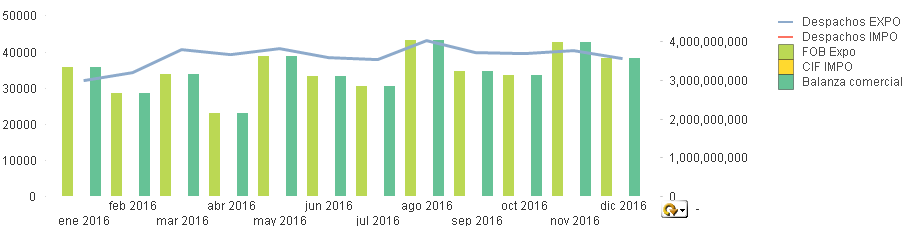 50000
40000
30000
20000
10000
0
4,000,000,000
3,000,000,000
2,000,000,000
1,000,000,000
0
-
ene 2016
feb 2016
mar 2016
abr 2016
may 2016
jun 2016
jul 2016
ago 2016
sep 2016
oct 2016
nov 2016
dic 2016
Despachos EXPO
Despachos IMPO
FOB Expo
CIF IMPO
Balanza comercial